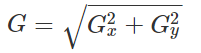 G = √(G_x^2 + G_y^2)